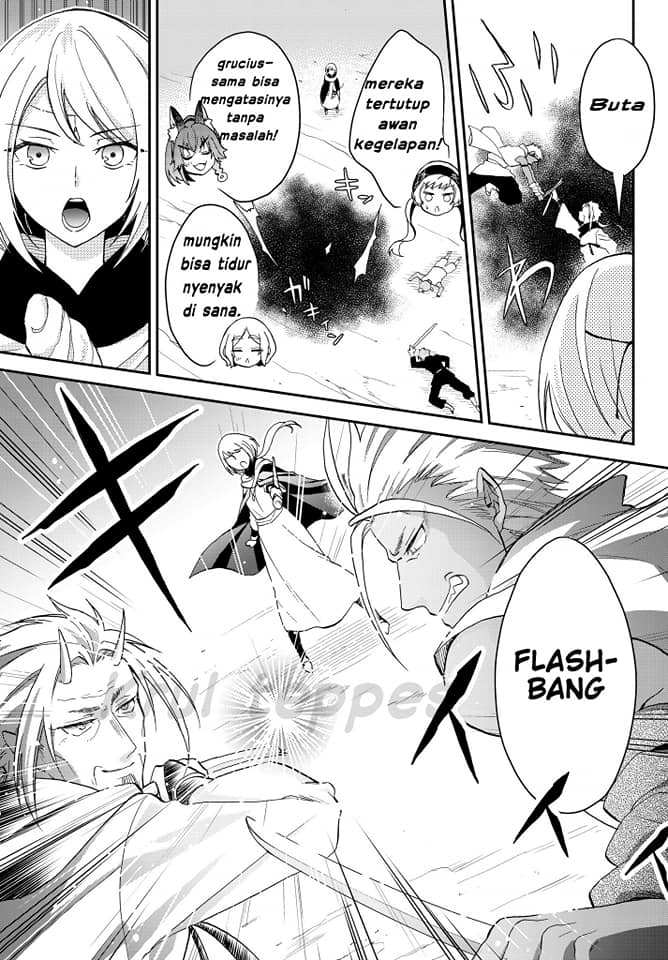 Buta
mereka
tertutup
awan
kegelapan!
grucius-
sama bisa
mengatasinya
tanpa
masalah!
mungkin
bisa tidur
nyenyak
di sana.
FLASH-
BANG